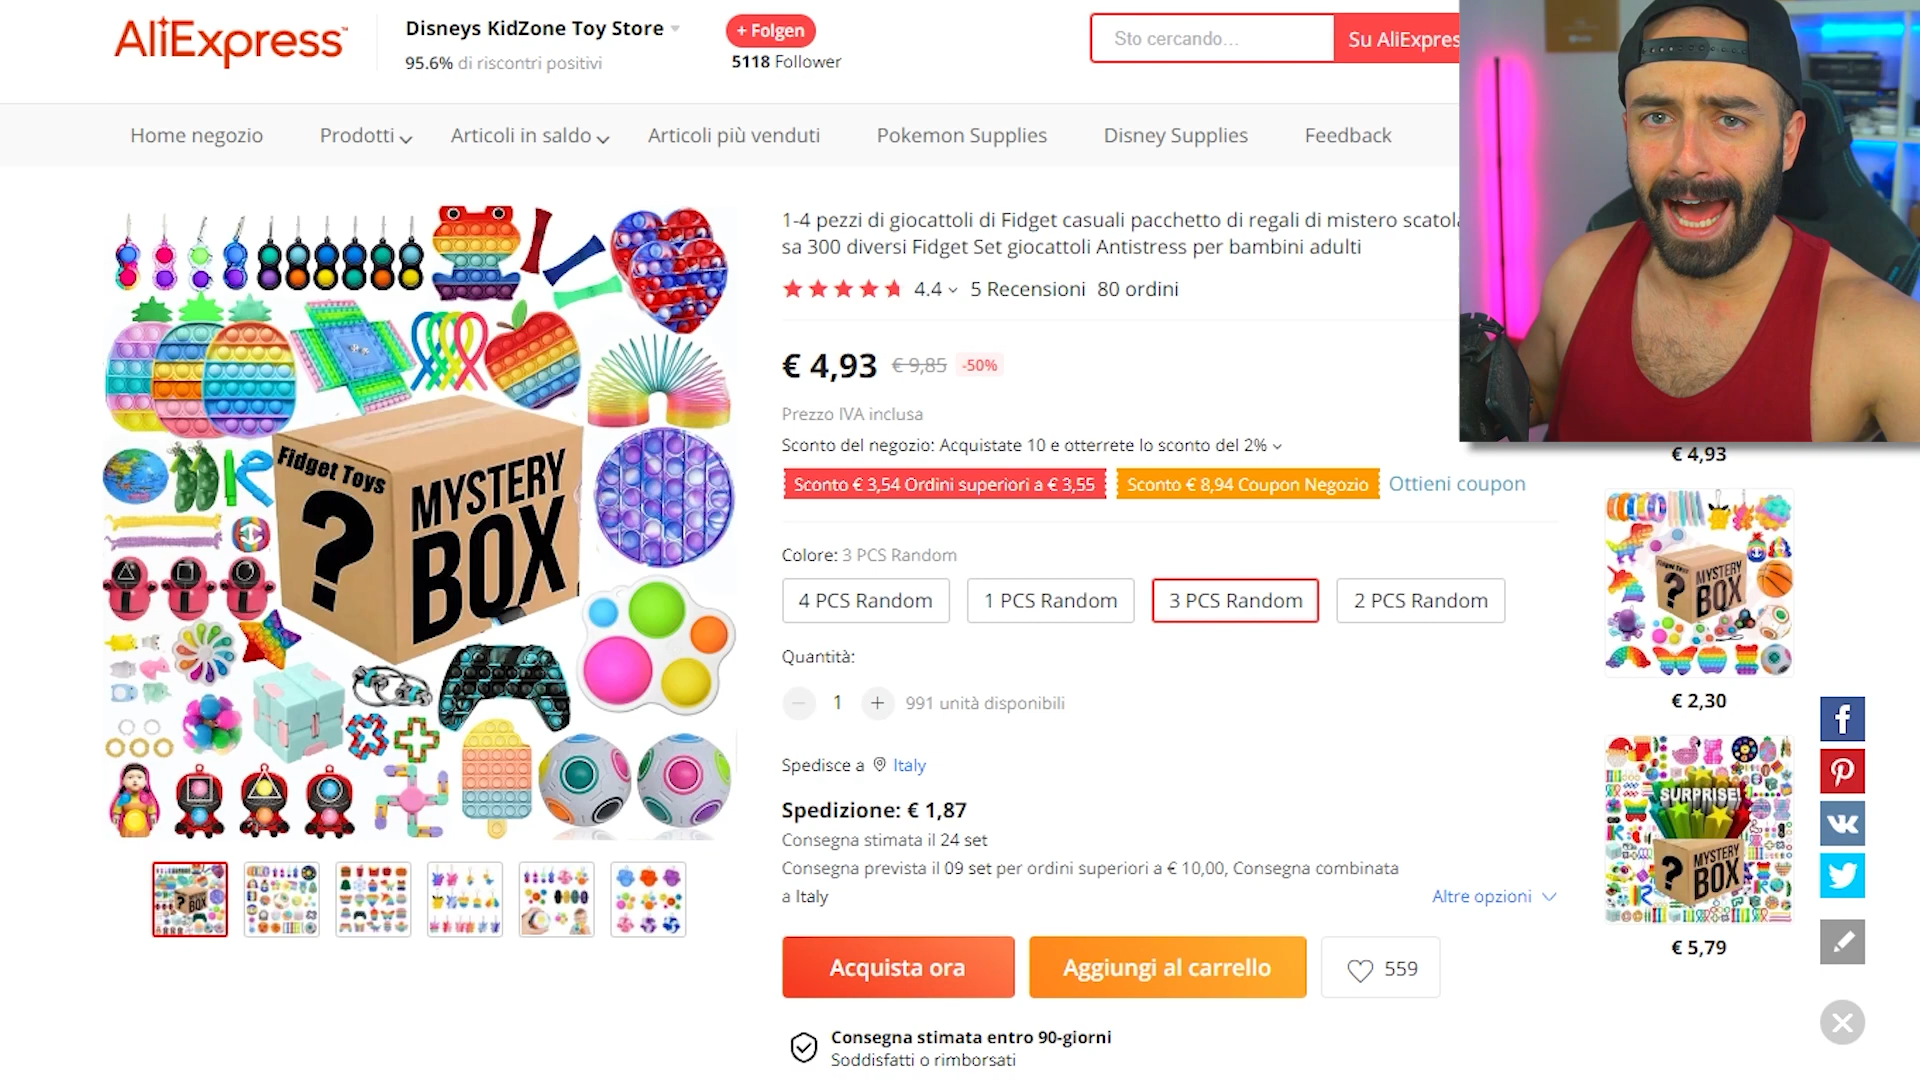 AliExpress™
Disneys KidZone Toy Store
95.6% di riscontri positivi
+ Folgen
5118 Follower
Sto cercando...
Su AliExpres
Home negozio
Prodotti
Articoli in saldo
Articoli più venduti
Pokemon Supplies
Disney Supplies
Feedback
1-4 pezzi di giocattoli di Fidget casuali pacchetto di regali di mistero scatola
sa 300 diversi Fidget Set giocattoli Antistress per bambini adulti
4.4
5 Recensioni
80 ordini
€ 4,93
€ 9,85
-50%
Prezzo IVA inclusa
Sconto del negozio: Acquistate 10 e otterrete lo sconto del 2%
Sconto € 3,54 Ordini superiori a € 3,55
Sconto € 8,94 Coupon Negozio
Ottieni coupon
Colore: 3 PCS Random
4 PCS Random
1 PCS Random
3 PCS Random
2 PCS Random
Quantità:
1
991 unità disponibili
Spedisce a
Italy
Spedizione: € 1,87
Consegna stimata il 24 set
Consegna prevista il 09 set per ordini superiori a € 10,00, Consegna combinata
a Italy
Altre opzioni
Acquista ora
Aggiungi al carrello
559
Consegna stimata entro 90-giorni
Soddisfatti o rimborsati
Fidget Toys
?
MYSTERY
BOX
€ 4,93
Fidget Toys
?
MYSTERY
BOX
€ 2,30
SURPRISE!
?
MYSTERY
BOX
€ 5,79